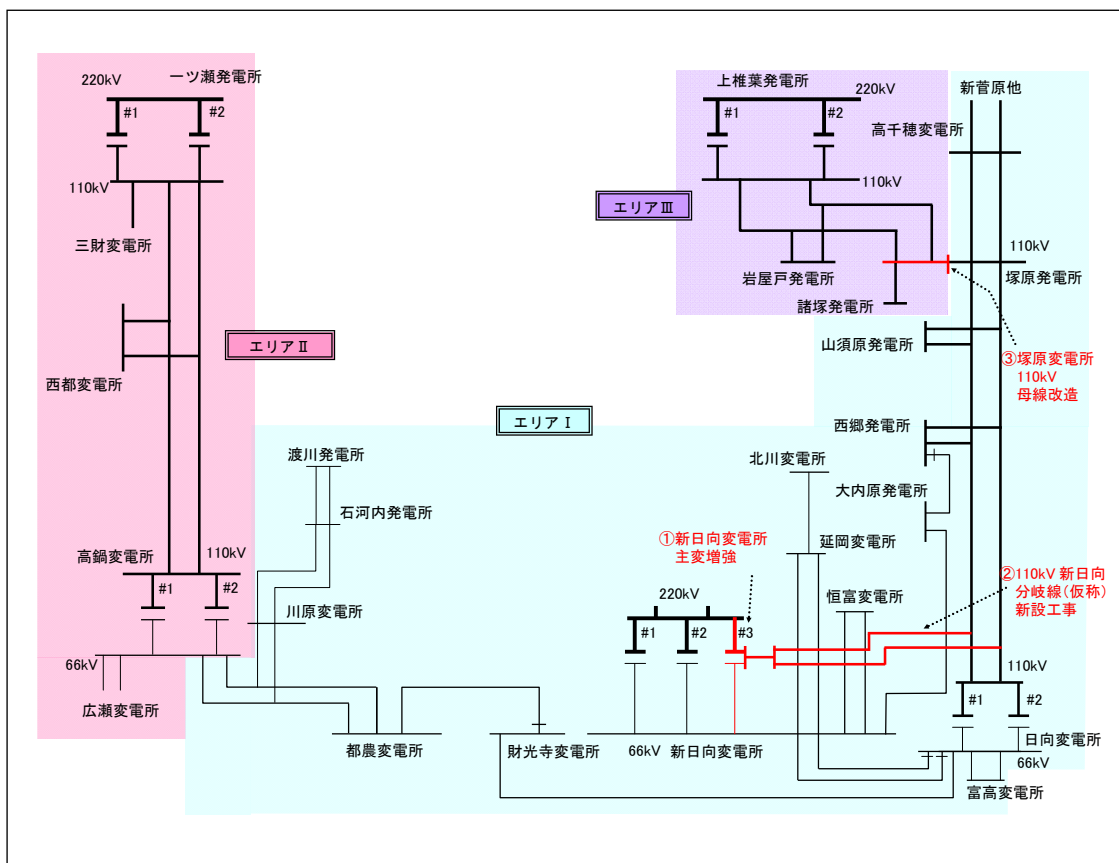 220kV
一ツ瀬発電所
#1
#2
110kV
三財変電所
西都変電所
エリアⅡ
高鍋変電所
110kV
#1
#2
66kV
広瀬変電所
上椎葉発電所
220kV
#1
#2
110kV
エリアⅢ
岩屋戸発電所
諸塚発電所
新菅原他
高千穂変電所
110kV
塚原発電所
山須原発電所
③塚原変電所
110kV
母線改造
エリアⅠ
西郷発電所
大内原発電所
渡川発電所
石河内発電所
川原変電所
北川変電所
延岡変電所
①新日向変電所
主変増強
恒富変電所
②110kV 新日向
分岐線(仮称)
新設工事
220kV
#1
#2
#3
110kV
#1
#2
日向変電所
66kV
都農変電所
財光寺変電所
66kV
新日向変電所
富高変電所